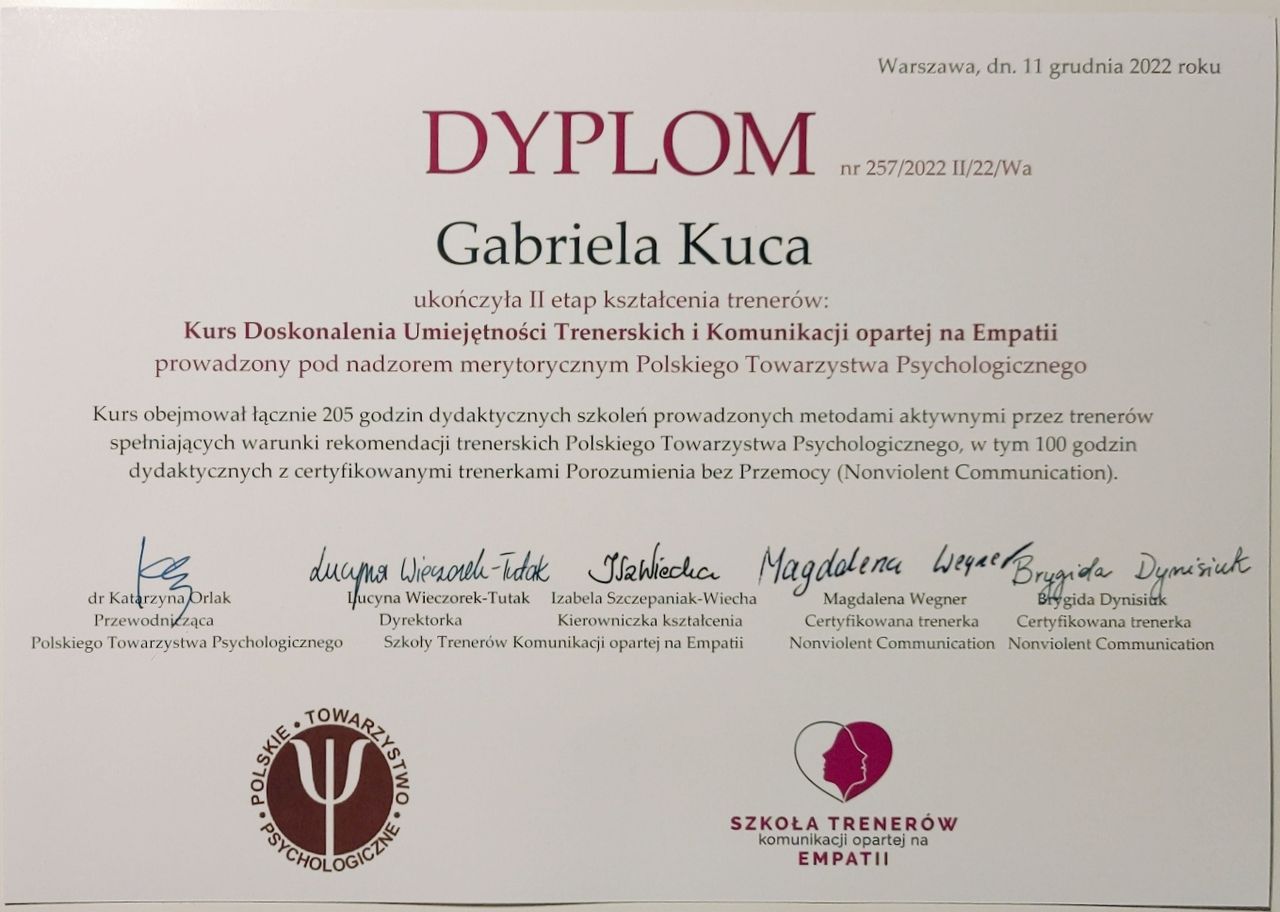 Warszawa, dn. 11 grudnia 2022 roku
DYPLOM nr 257/2022 II/22/Wa
Gabriela Kuca
ukończyła II etap kształcenia trenerów:
Kurs Doskonalenia Umiejętności Trenerskich i Komunikacji opartej na Empatii
prowadzony pod nadzorem merytorycznym Polskiego Towarzystwa Psychologicznego
Kurs obejmował łącznie 205 godzin dydaktycznych szkoleń prowadzonych metodami aktywnymi przez trenerów
spełniających warunki rekomendacji trenerskich Polskiego Towarzystwa Psychologicznego, w tym 100 godzin
dydaktycznych z certyfikowanymi trenerkami Porozumienia bez Przemocy (Nonviolent Communication).
Lucyna Wieczorek-Tutak Magdalena Wegner Brygida Dynisiuk
dr Katarzyna Orlak Lucyna Wieczorek-Tutak Izabela Szczepaniak-Wiecha Magdalena Wegner Brygida Dynisiuk
Przewodnicząca Dyrektorka Kierowniczka kształcenia Certyfikowana trenerka Certyfikowana trenerka
Polskiego Towarzystwa Psychologicznego Szkoły Trenerów Komunikacji opartej na Empatii Nonviolent Communication Nonviolent Communication
POLSKIE • TOWARZYSTWO • PSYCHOLOGICZNE •
SZKOŁA TRENERÓW
komunikacji opartej na
EMPATII